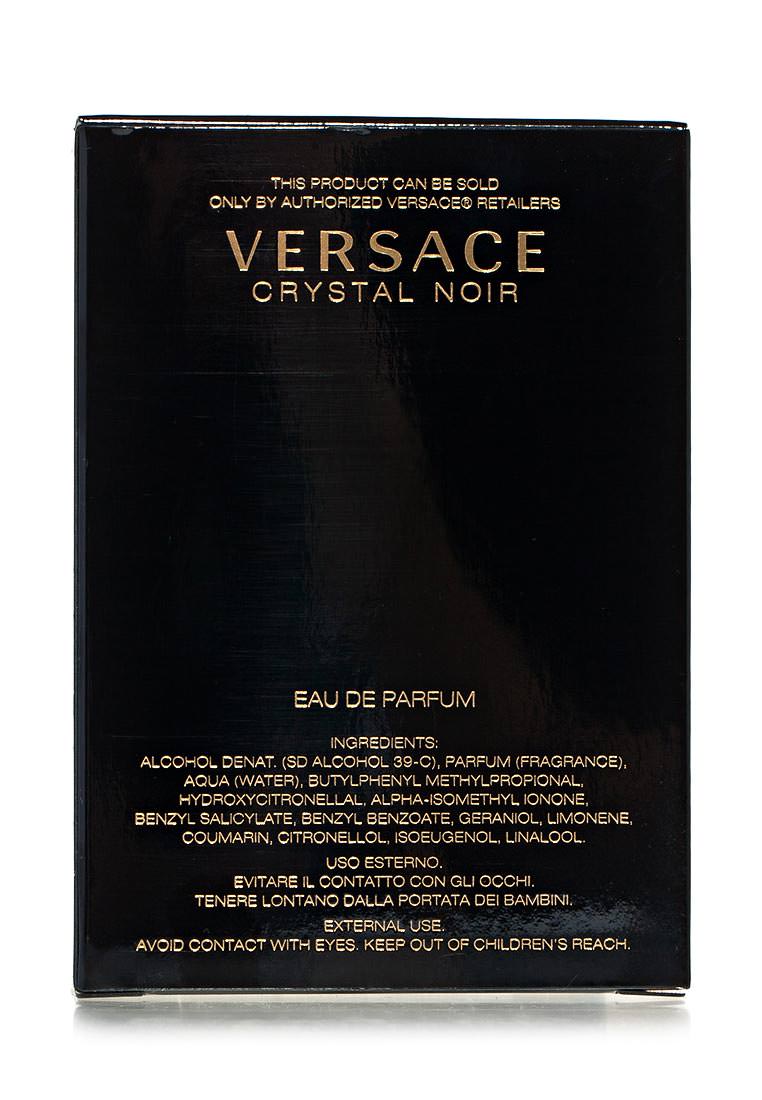 THIS PRODUCT CAN BE SOLD
ONLY BY AUTHORIZED VERSACE® RETAILERS
VERSACE
CRYSTAL NOIR
EAU DE PARFUM
INGREDIENTS:
ALCOHOL DENAT. (SD ALCOHOL 39-C), PARFUM (FRAGRANCE),
AQUA (WATER), BUTYLPHENYL METHYLPROPIONAL,
HYDROXYCITRONELLAL, ALPHA-ISOMETHYL IONONE,
BENZYL SALICYLATE, BENZYL BENZOATE, GERANIOL, LIMONENE,
COUMARIN, CITRONELLOL, ISOEUGENOL, LINALOOL.
USO ESTERNO.
EVITARE IL CONTATTO CON GLI OCCHI.
TENERE LONTANO DALLA PORTATA DEI BAMBINI.
EXTERNAL USE.
AVOID CONTACT WITH EYES. KEEP OUT OF CHILDREN'S REACH.